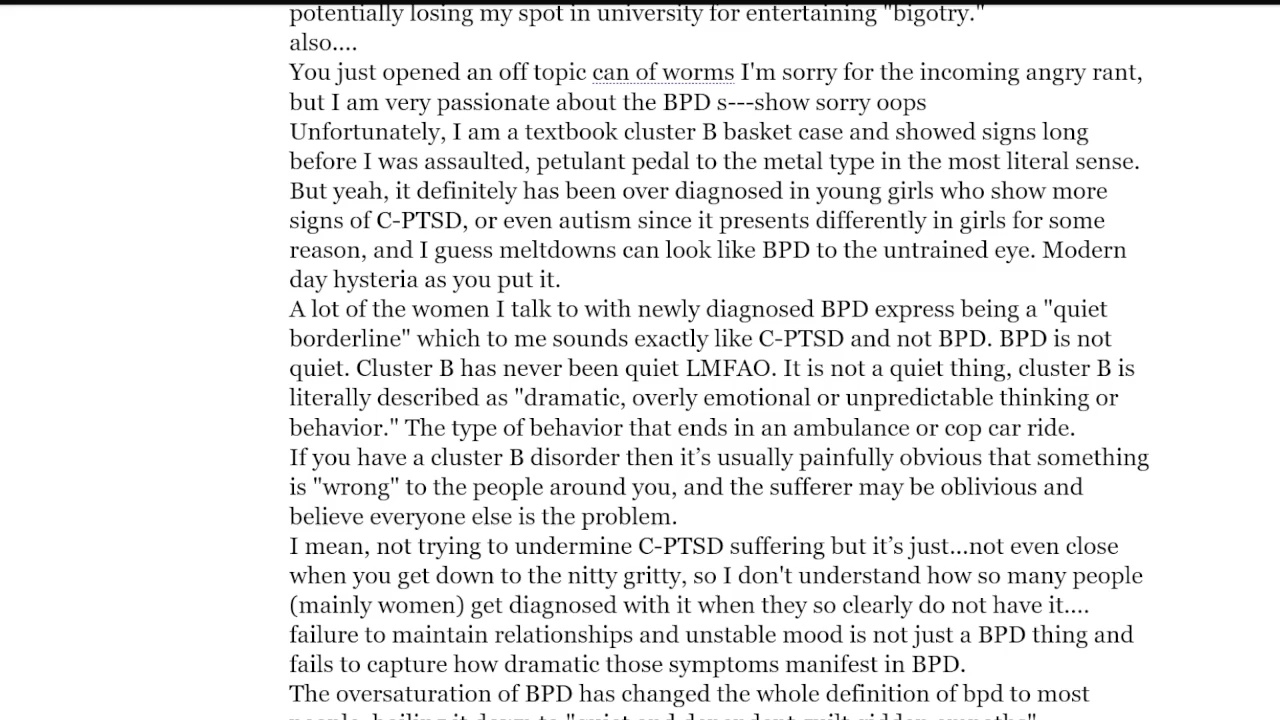 potentially losing my spot in university for entertaining "bigotry."
also....
You just opened an off topic can of worms I'm sorry for the incoming angry rant,
but I am very passionate about the BPD s---show sorry oops
Unfortunately, I am a textbook cluster B basket case and showed signs long
before I was assaulted, petulant pedal to the metal type in the most literal sense.
But yeah, it definitely has been over diagnosed in young girls who show more
signs of C-PTSD, or even autism since it presents differently in girls for some
reason, and I guess meltdowns can look like BPD to the untrained eye. Modern
day hysteria as you put it.
A lot of the women I talk to with newly diagnosed BPD express being a "quiet
borderline" which to me sounds exactly like C-PTSD and not BPD. BPD is not
quiet. Cluster B has never been quiet LMFAO. It is not a quiet thing, cluster B is
literally described as "dramatic, overly emotional or unpredictable thinking or
behavior." The type of behavior that ends in an ambulance or cop car ride.
If you have a cluster B disorder then it’s usually painfully obvious that something
is "wrong" to the people around you, and the sufferer may be oblivious and
believe everyone else is the problem.
I mean, not trying to undermine C-PTSD suffering but it’s just...not even close
when you get down to the nitty gritty, so I don't understand how so many people
(mainly women) get diagnosed with it when they so clearly do not have it....
failure to maintain relationships and unstable mood is not just a BPD thing and
fails to capture how dramatic those symptoms manifest in BPD.
The oversaturation of BPD has changed the whole definition of bpd to most
people, boiling it down to "quiet and dependent guilt ridden empaths"